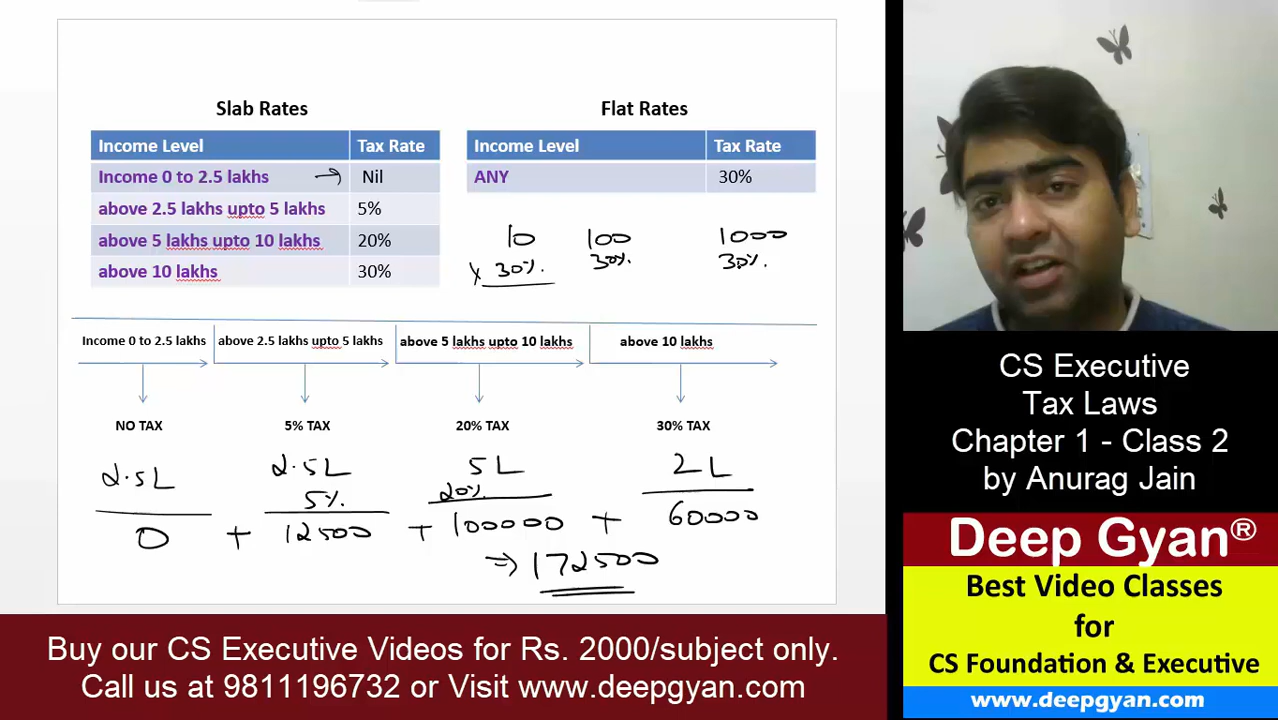 Slab Rates
Income Level Tax Rate
Income 0 to 2.5 lakhs Nil
above 2.5 lakhs upto 5 lakhs 5%
above 5 lakhs upto 10 lakhs 20%
above 10 lakhs 30%
Flat Rates
Income Level Tax Rate
ANY 30%
10 100 1000
x 30% 30% 30%
Income 0 to 2.5 lakhs above 2.5 lakhs upto 5 lakhs above 5 lakhs upto 10 lakhs above 10 lakhs
NO TAX 5% TAX 20% TAX 30% TAX
2.5L 2.5L 5L 2L
5% 20%
0 + 12500 + 100000 + 60000
⇒ 172500
CS Executive
Tax Laws
Chapter 1 - Class 2
by Anurag Jain
Deep Gyan®
Best Video Classes
for
CS Foundation & Executive
www.deepgyan.com
Buy our CS Executive Videos for Rs. 2000/subject only.
Call us at 9811196732 or Visit www.deepgyan.com